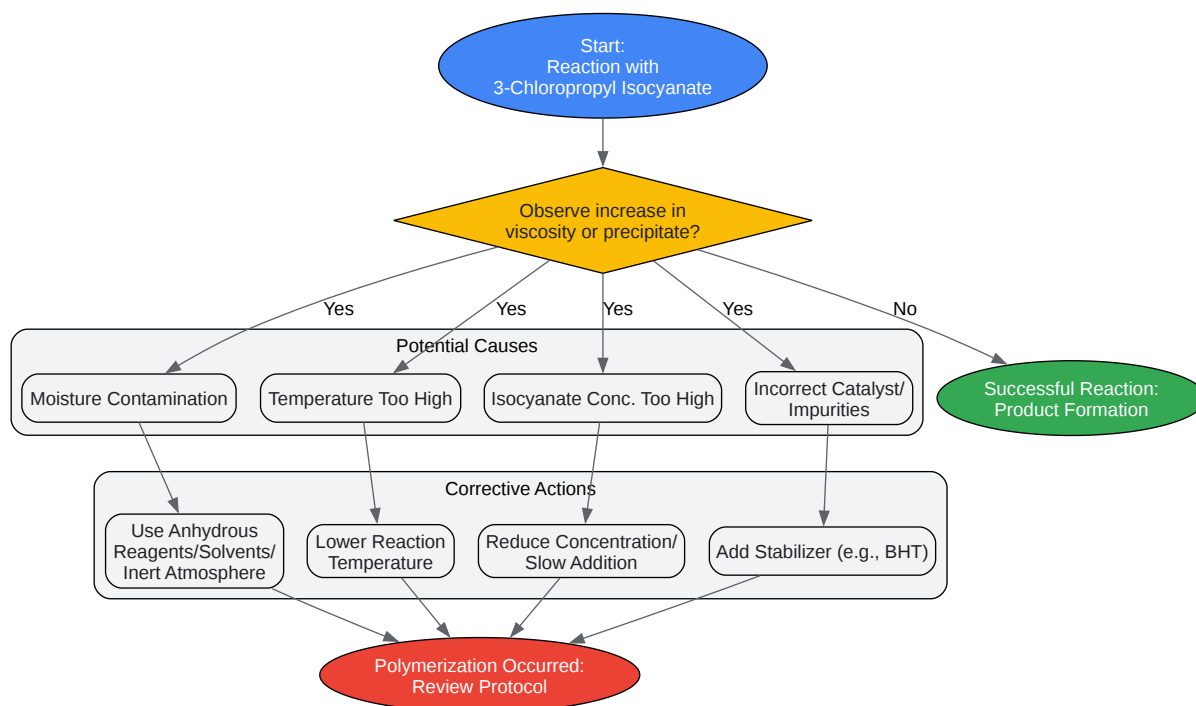 Start:
Reaction with
3-Chloropropyl Isocyanate
Observe increase in
viscosity or precipitate?
Yes
Yes
Yes
Yes
No
Potential Causes
Moisture Contamination
Temperature Too High
Isocyanate Conc. Too High
Incorrect Catalyst/
Impurities
Successful Reaction:
Product Formation
Corrective Actions
Use Anhydrous
Reagents/Solvents/
Inert Atmosphere
Lower Reaction
Temperature
Reduce Concentration/
Slow Addition
Add Stabilizer (e.g., BHT)
Polymerization Occurred:
Review Protocol